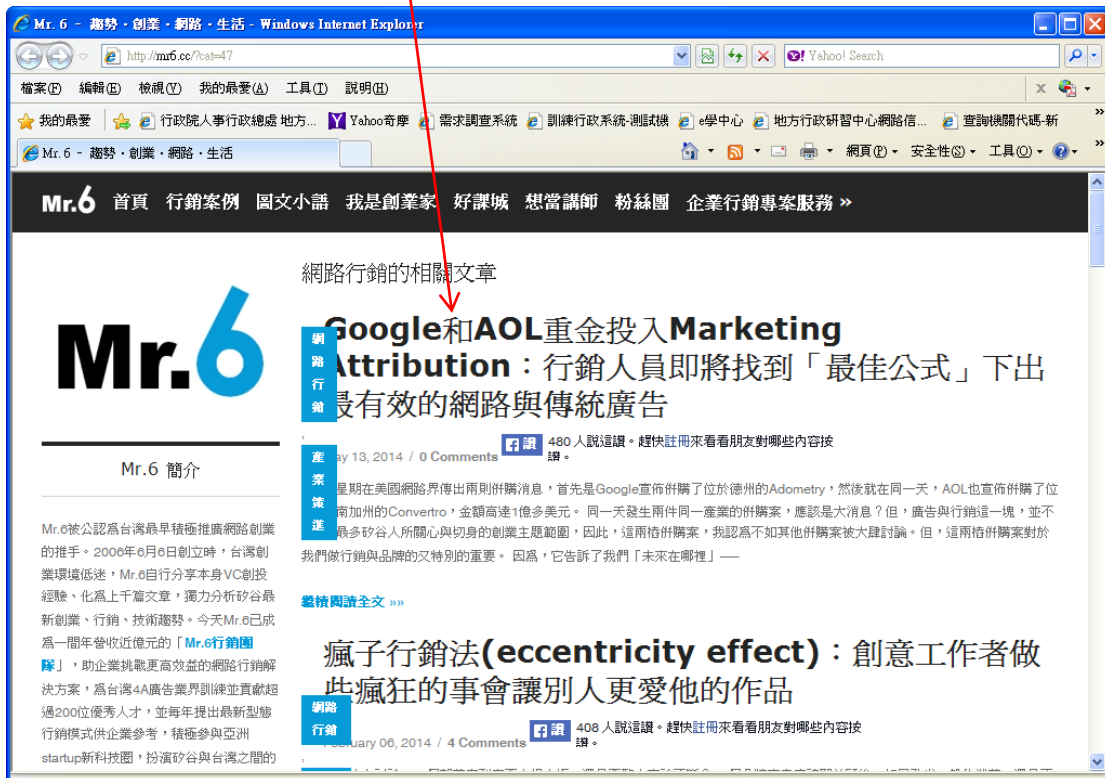 Mr. 6 - 趨勢・創業・網路・生活 - Windows Internet Explorer
http://mr6.cc/?cat=47
Yahoo! Search
檔案(F) 編輯(E) 檢視(V) 我的最愛(A) 工具(T) 說明(H)
我的最愛 行政院人事行政總處 地方... Yahoo奇摩 需求調查系統 訓練行政系統-測試機 e學中心 地方行政研習中心網路信... 查詢機關代碼-新
Mr. 6 - 趨勢・創業・網路・生活
網頁(P) 安全性(S) 工具(O)
Mr.6 首頁 行銷案例 圖文小語 我是創業家 好課城 想當講師 粉絲團 企業行銷專案服務 »
網路行銷的相關文章
Mr.6
Google和AOL重金投入Marketing
Attribution：行銷人員即將找到「最佳公式」下出
最有效的網路與傳統廣告
網路行銷
,
產業策進
ay 13, 2014 / 0 Comments
讚 480 人說這讚。趕快註冊來看看朋友對哪些內容按
讚。
星期在美國網路界傳出兩則併購消息，首先是Google宣佈併購了位於德州的Adometry，然後就在同一天，AOL也宣佈併購了位
南加州的Convertro，金額高達1億多美元。 同一天發生兩件同一產業的併購案，應該是大消息？但，廣告與行銷這一塊，並不
最多矽谷人所關心與切身的創業主題範圍，因此，這兩樁併購案，我認為不如其他併購案被大肆討論。但，這兩樁併購案對於
我們做行銷與品牌的又特別的重要。 因為，它告訴了我們「未來在哪裡」──
繼續閱讀全文 »»
Mr.6 簡介
Mr.6被公認為台灣最早積極推廣網路創業
的推手。2006年6月6日創立時，台灣創
業環境低迷，Mr.6自行分享本身VC創投
經驗、化為上千篇文章，獨力分析矽谷最
新創業、行銷、技術趨勢。今天Mr.6已成
為一間年營收近億元的「Mr.6行銷團
隊」，助企業挑戰更高效益的網路行銷解
決方案，為台灣4A廣告業界訓練並貢獻超
過200位優秀人才，並每年提出最新型態
行銷模式供企業參考，積極參與亞洲
startup新科技圈，扮演矽谷與台灣之間的
瘋子行銷法(eccentricity effect)：創意工作者做
些瘋狂的事會讓別人更愛他的作品
網路
行銷
ebruary 06, 2014 / 4 Comments
讚 408 人說這讚。趕快註冊來看看朋友對哪些內容按
讚。